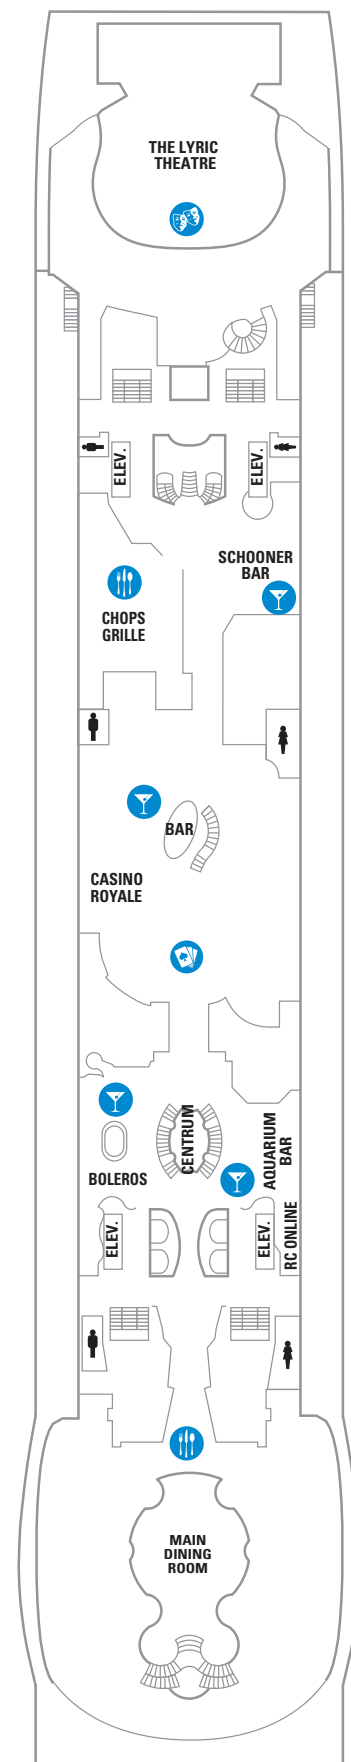 THE LYRIC
THEATRE
ELEV.
ELEV.
SCHOONER
BAR
CHOPS
GRILLE
BAR
CASINO
ROYALE
CENTRUM
AQUARIUM
BAR
BOLEROS
ELEV.
ELEV.
RC ONLINE
MAIN
DINING
ROOM